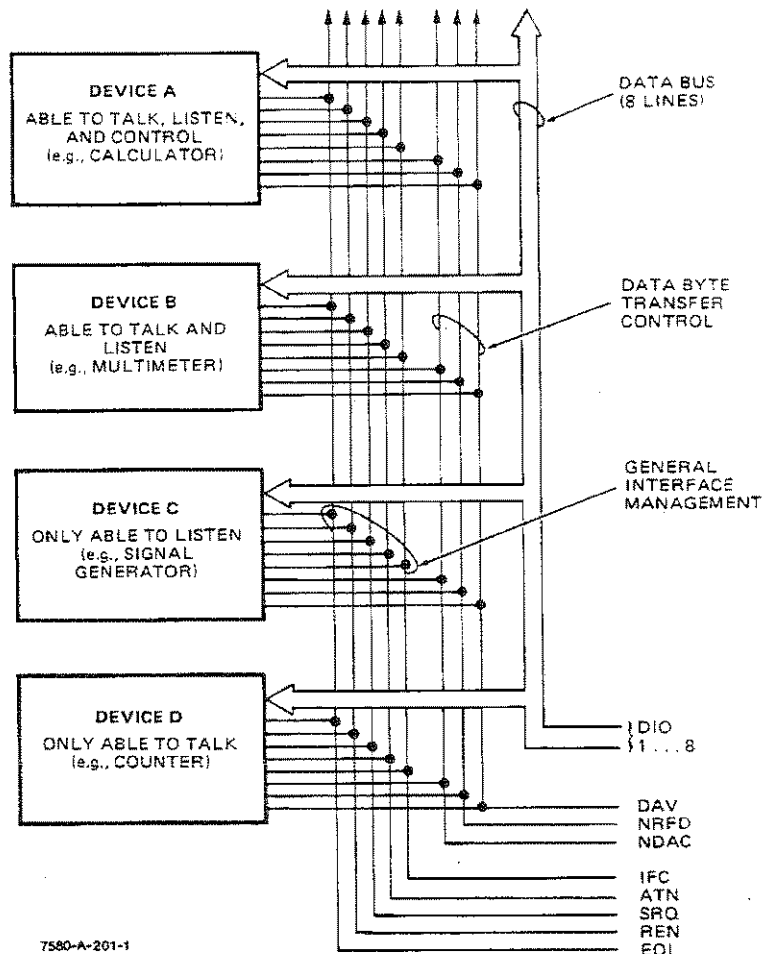 DEVICE A
ABLE TO TALK, LISTEN,
AND CONTROL
(e.g., CALCULATOR)
DATA BUS
(8 LINES)
DEVICE B
ABLE TO TALK AND
LISTEN
(e.g., MULTIMETER)
DATA BYTE
TRANSFER
CONTROL
DEVICE C
ONLY ABLE TO LISTEN
(e.g., SIGNAL
GENERATOR)
GENERAL
INTERFACE
MANAGEMENT
DEVICE D
ONLY ABLE TO TALK
(e.g., COUNTER)
DIO
1 . . . 8
DAV
NRFD
NDAC
IFC
ATN
SRQ
REN
EOI
7580-A-201-1